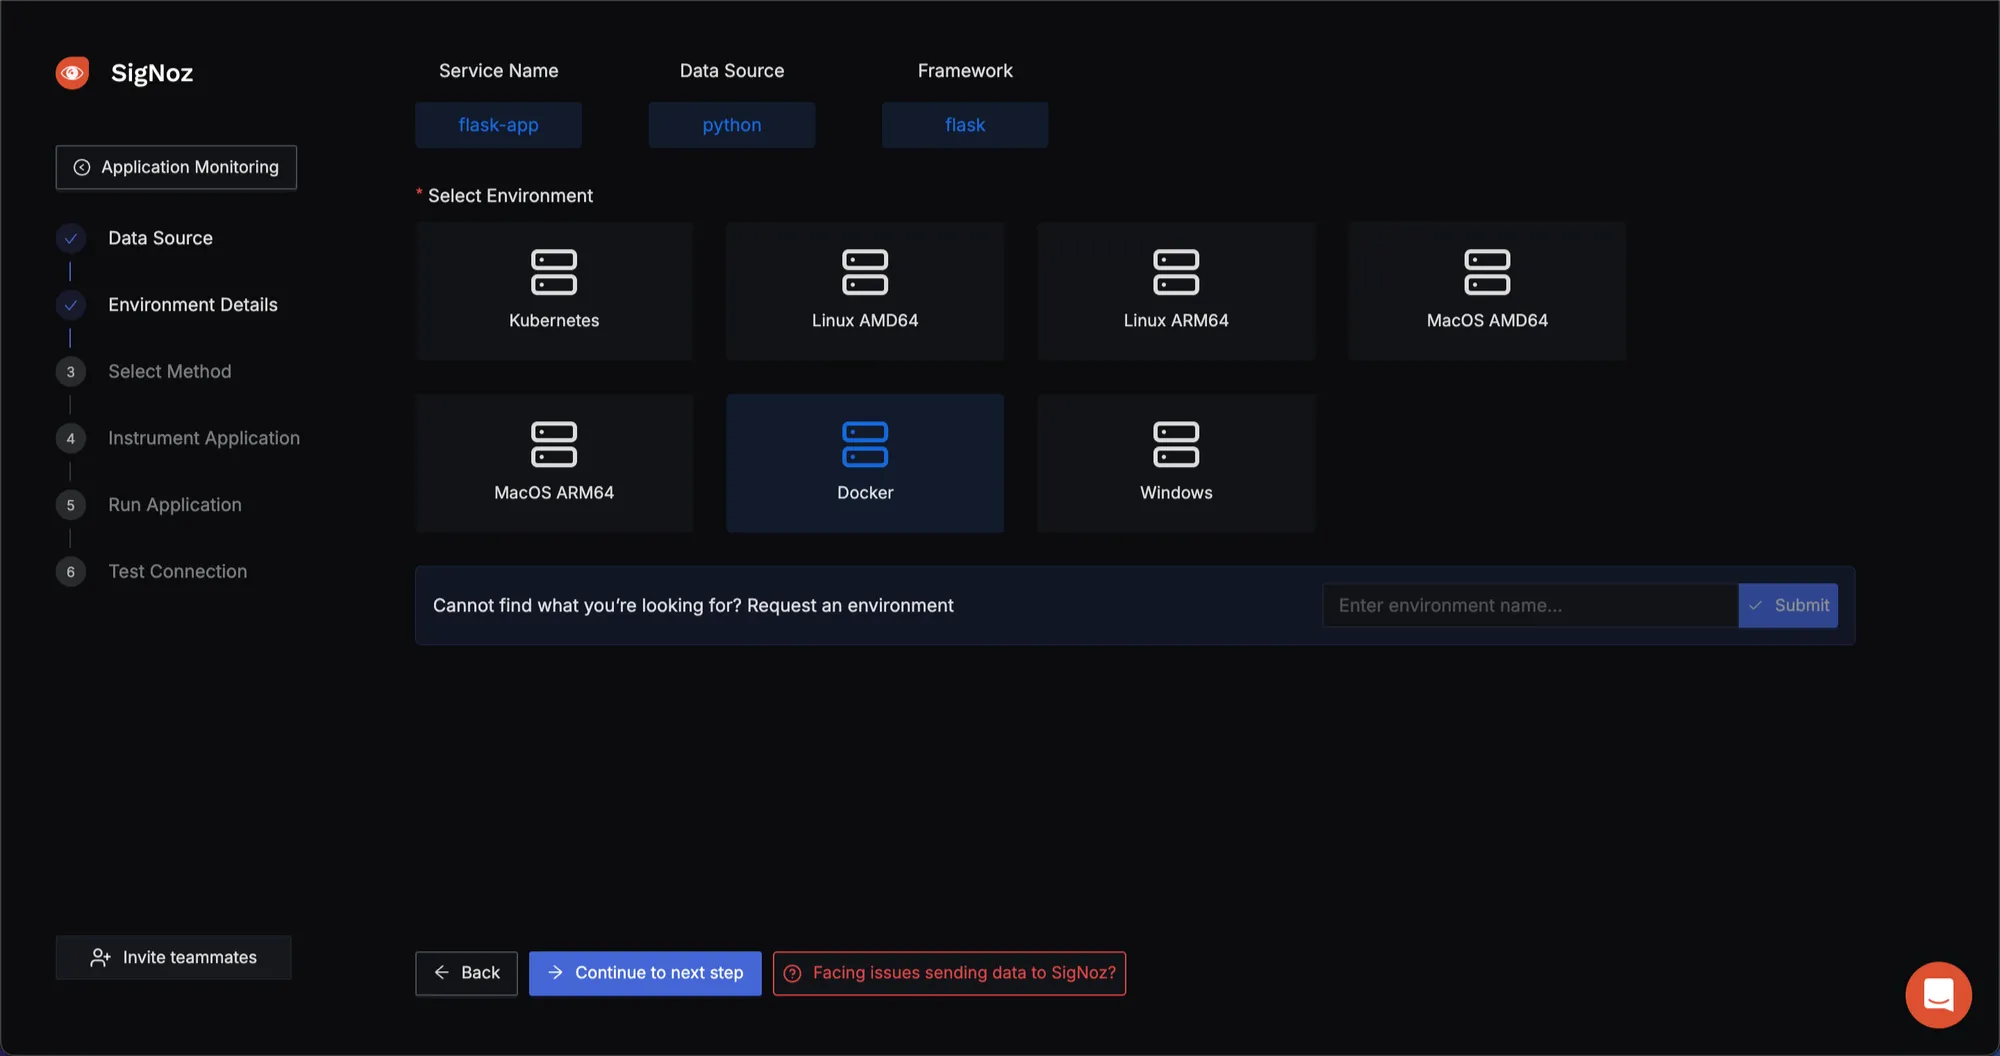 SigNoz
Application Monitoring
Data Source
Environment Details
3 Select Method
4 Instrument Application
5 Run Application
6 Test Connection
Invite teammates
Service Name Data Source Framework
flask-app python flask
* Select Environment
Kubernetes Linux AMD64 Linux ARM64 MacOS AMD64
MacOS ARM64 Docker Windows
Cannot find what you’re looking for? Request an environment Enter environment name... Submit
Back Continue to next step Facing issues sending data to SigNoz?